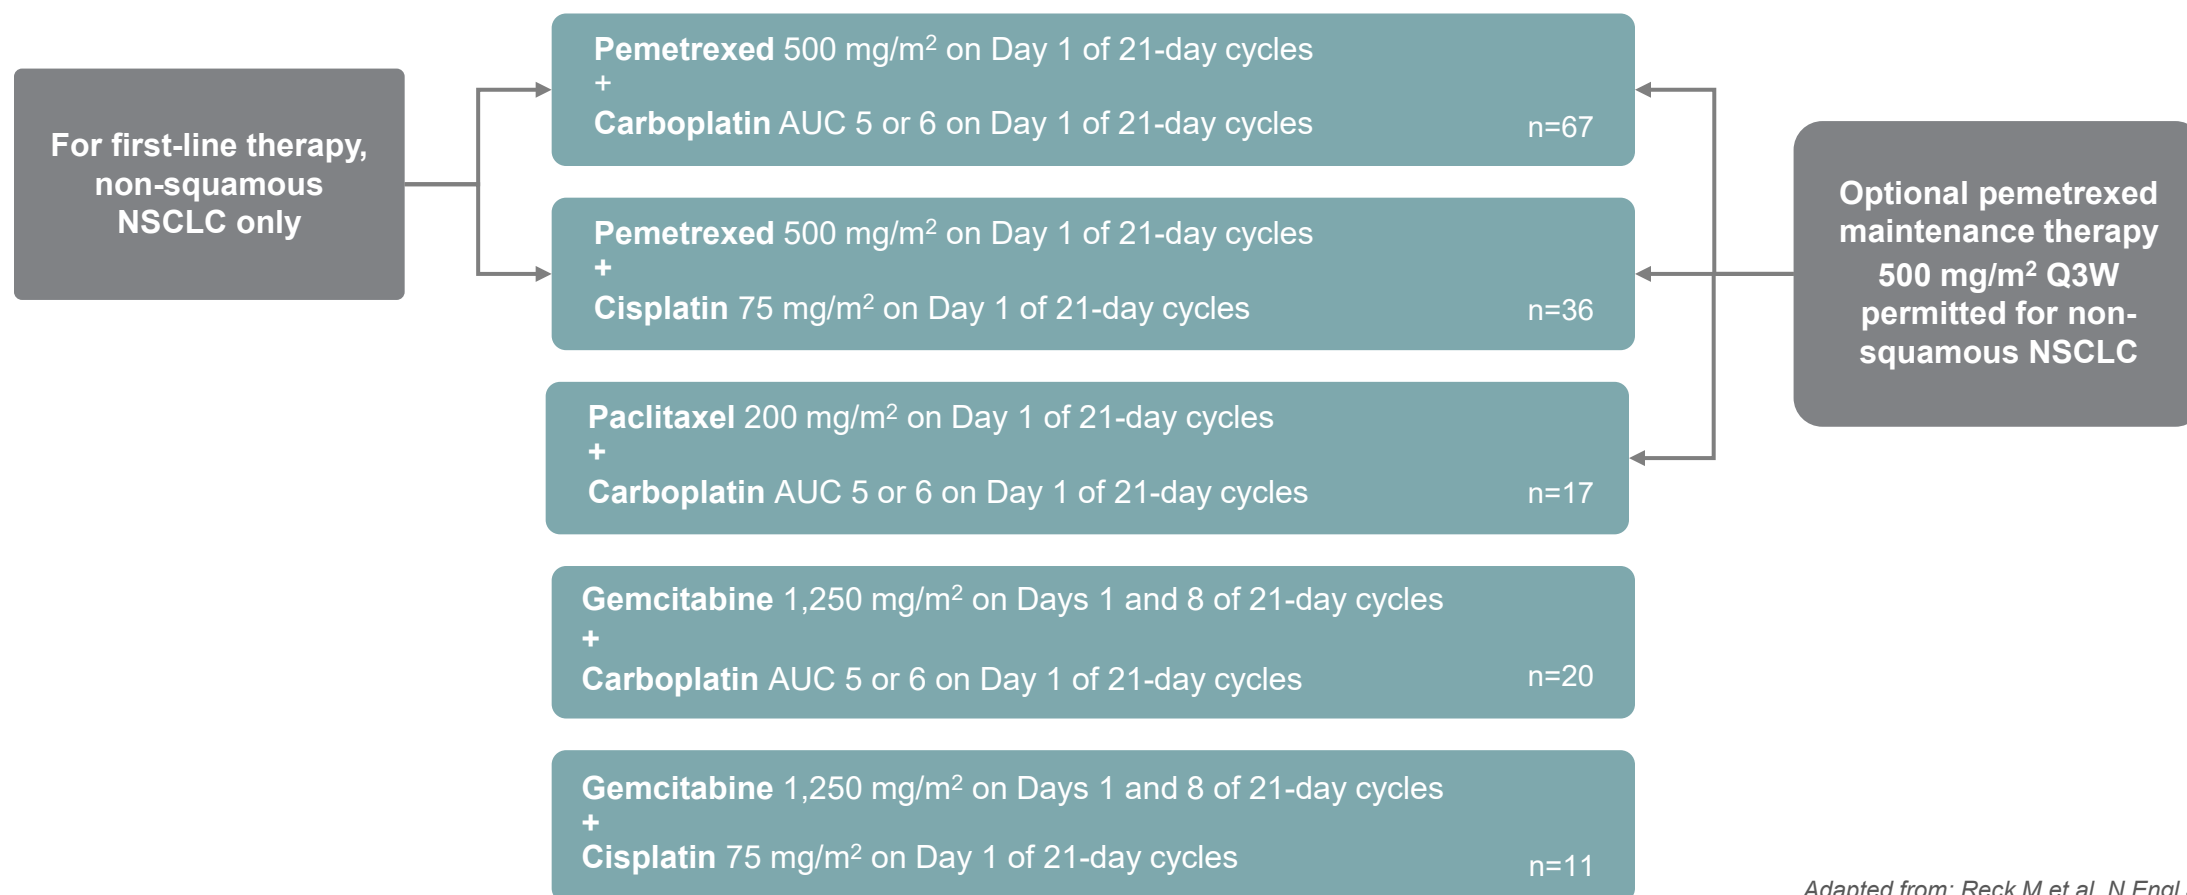 For first-line therapy,
non-squamous
NSCLC only
Pemetrexed 500 mg/m² on Day 1 of 21-day cycles
+
Carboplatin AUC 5 or 6 on Day 1 of 21-day cycles
n=67
Pemetrexed 500 mg/m² on Day 1 of 21-day cycles
+
Cisplatin 75 mg/m² on Day 1 of 21-day cycles
n=36
Paclitaxel 200 mg/m² on Day 1 of 21-day cycles
+
Carboplatin AUC 5 or 6 on Day 1 of 21-day cycles
n=17
Gemcitabine 1,250 mg/m² on Days 1 and 8 of 21-day cycles
+
Carboplatin AUC 5 or 6 on Day 1 of 21-day cycles
n=20
Gemcitabine 1,250 mg/m² on Days 1 and 8 of 21-day cycles
+
Cisplatin 75 mg/m² on Day 1 of 21-day cycles
n=11
Optional pemetrexed
maintenance therapy
500 mg/m² Q3W
permitted for non-
squamous NSCLC
Adapted from: Reck M et al. N Engl